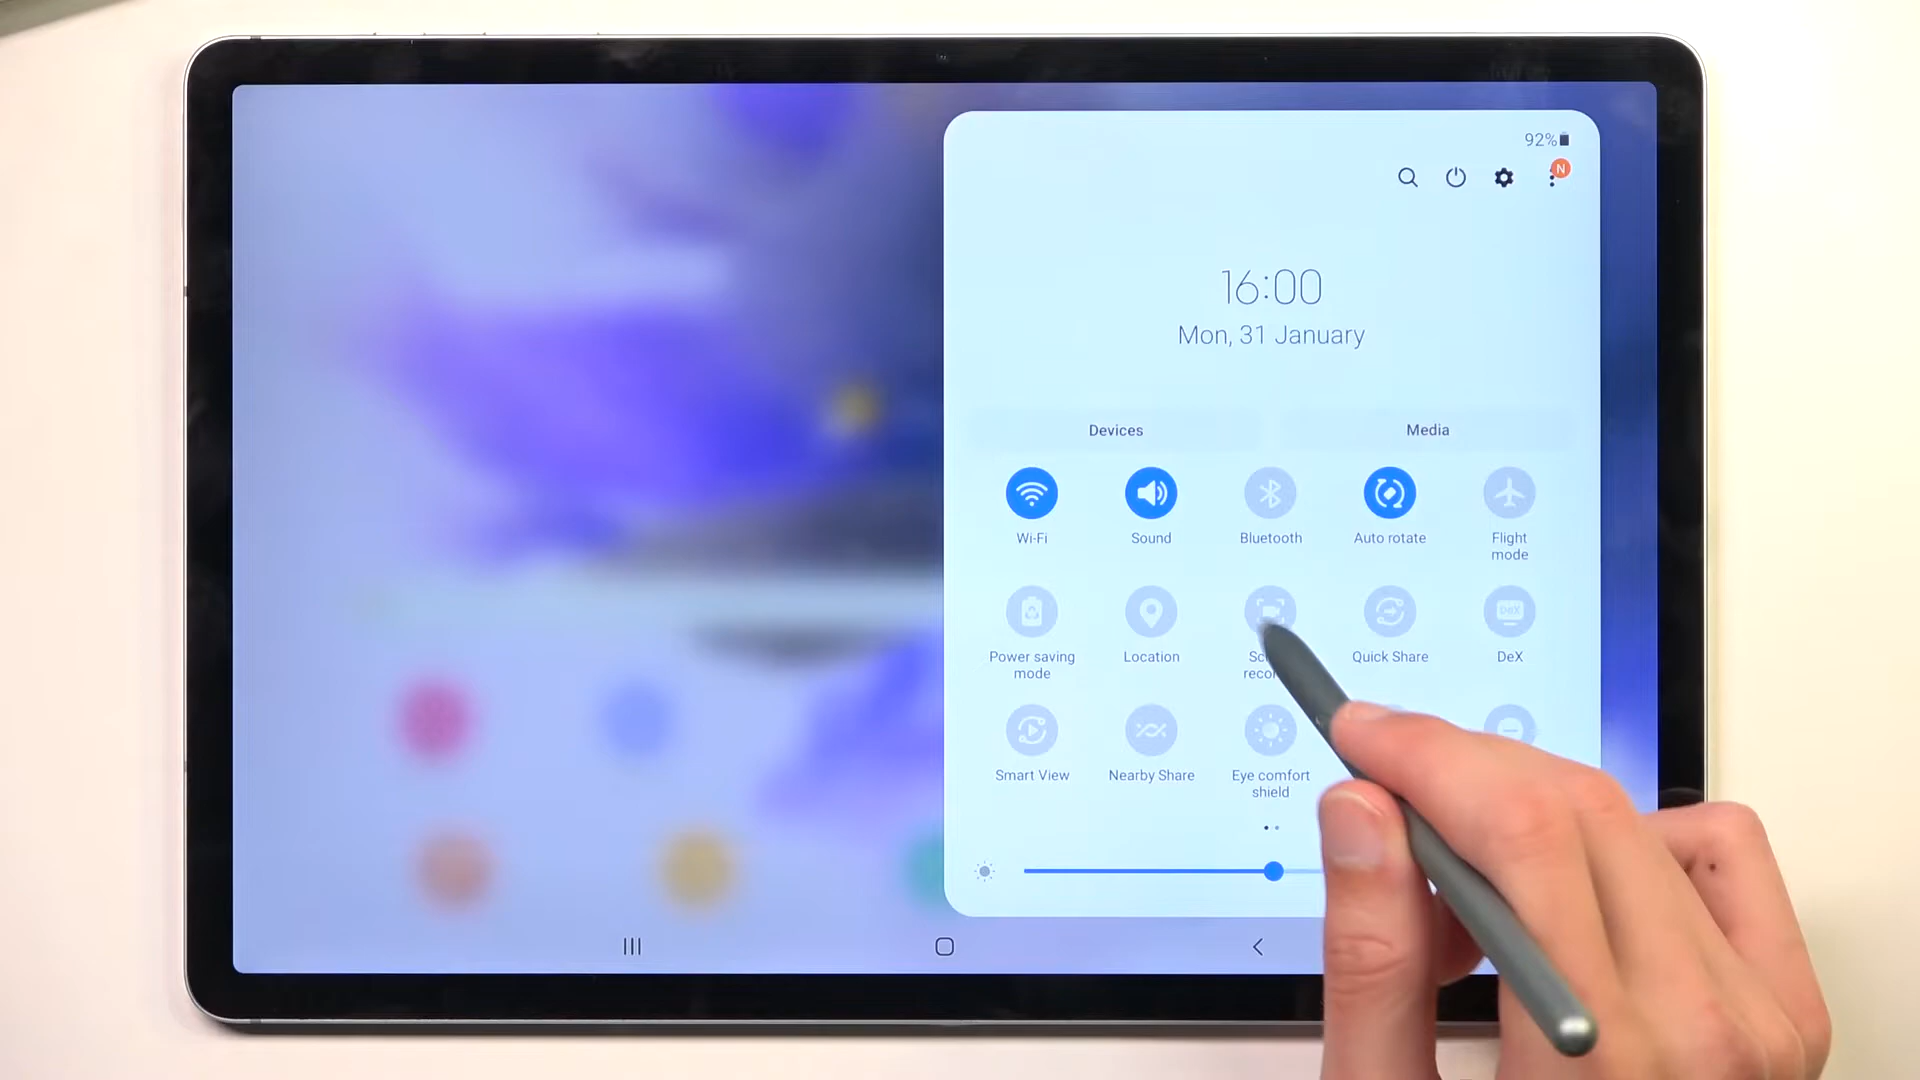 92%
N
16:00
Mon, 31 January
Devices
Media
Wi-Fi
Sound
Bluetooth
Auto rotate
Flight
mode
Power saving
mode
Location
Quick Share
DeX
DeX
Smart View
Nearby Share
Eye comfort
shield